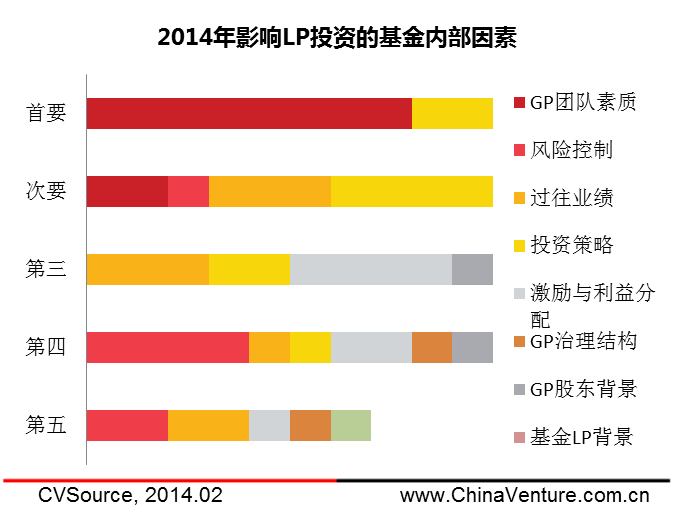 2014年影响LP投资的基金内部因素
首要
次要
第三
第四
第五
GP团队素质
风险控制
过往业绩
投资策略
激励与利益分
配
GP治理结构
GP股东背景
基金LP背景
CVSource, 2014.02
www.ChinaVenture.com.cn